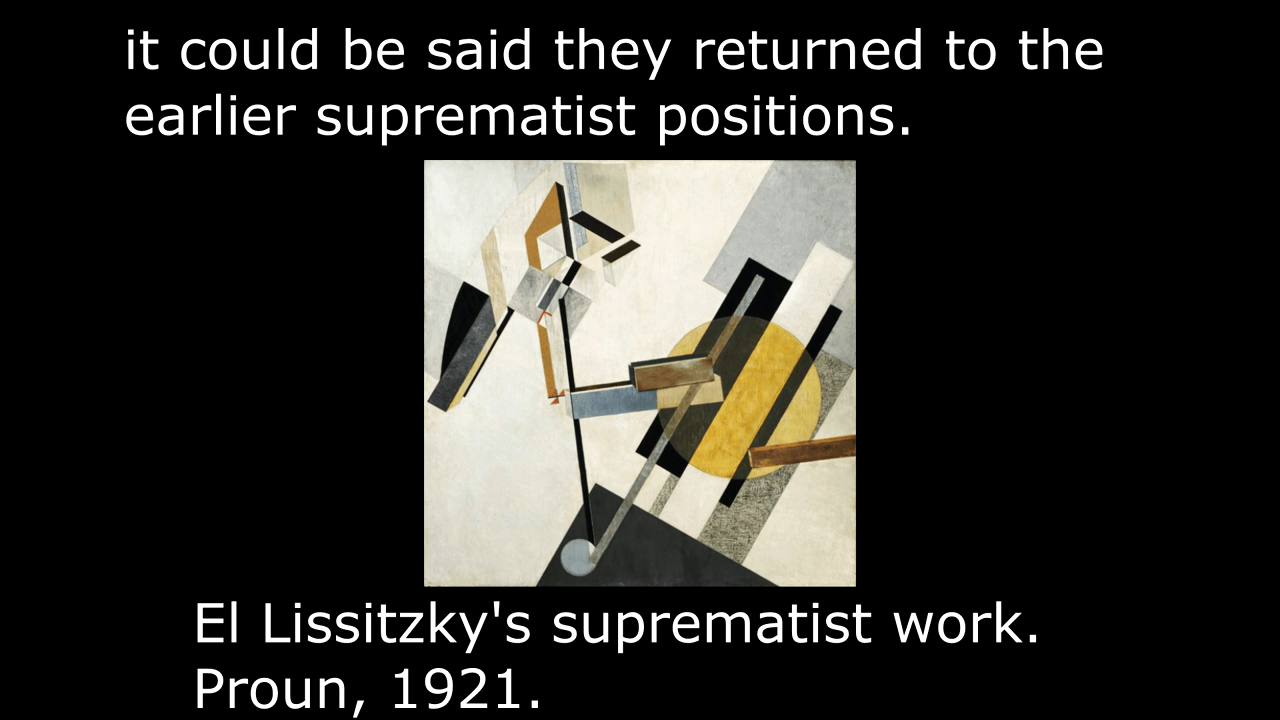 it could be said they returned to the
earlier suprematist positions.
El Lissitzky's suprematist work.
Proun, 1921.